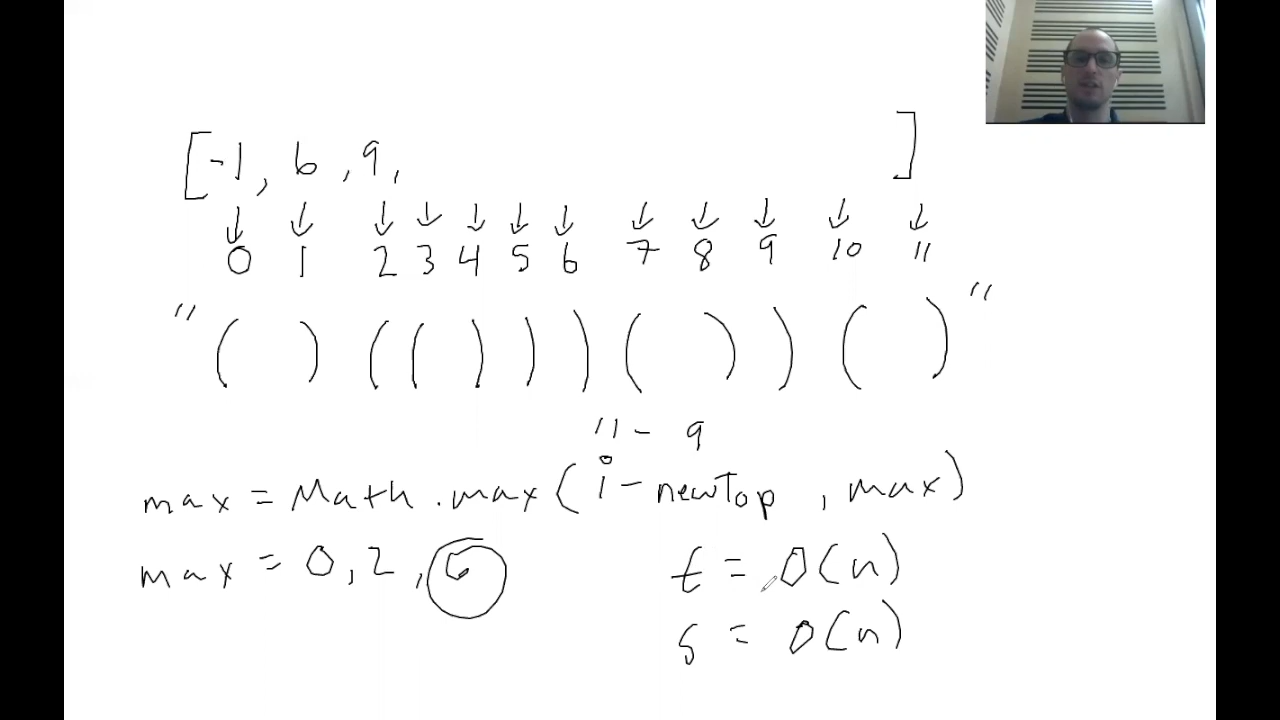 [-1, 6, 9, ]
0 1 2 3 4 5 6 7 8 9 10 11
"( ) ( ( ) ) ) ( ) ) ( )"
11 - 9
max = Math.max(i - newTop, max)
max = 0, 2, 6
t = O(n)
s = O(n)